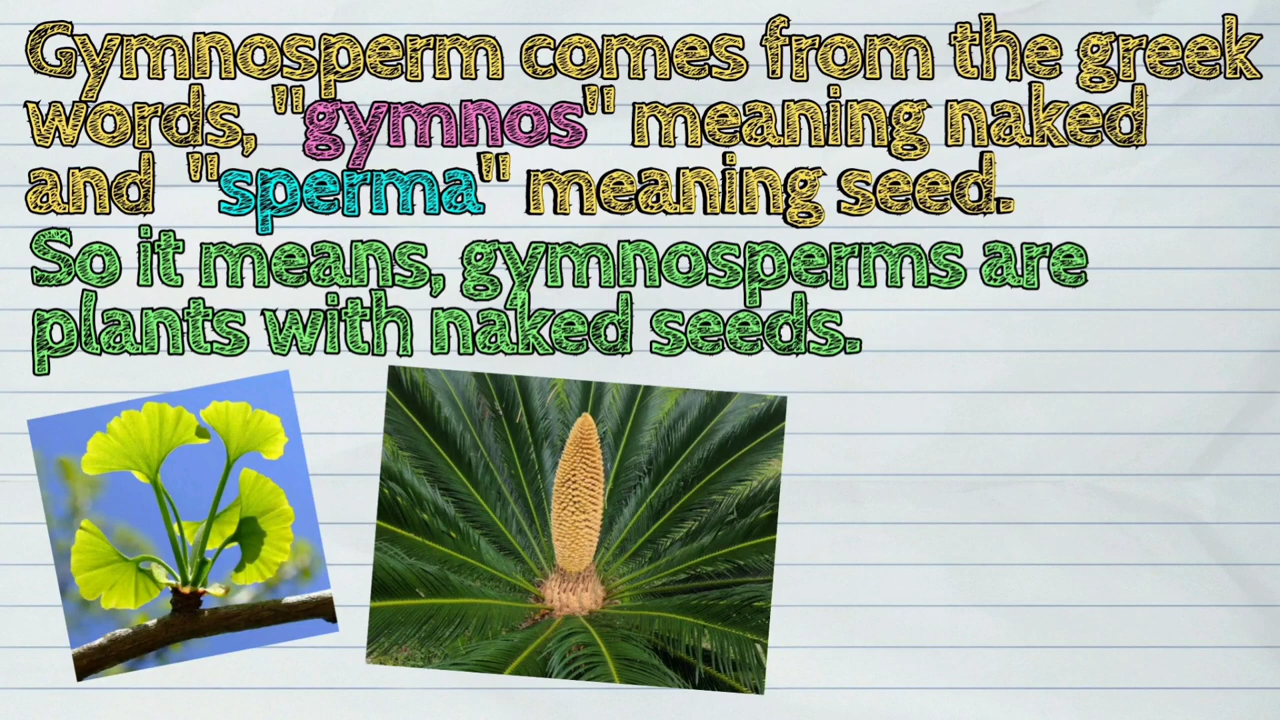 Gymnosperm comes from the greek
words, "gymnos" meaning naked
and "sperma" meaning seed.
So it means, gymnosperms are
plants with naked seeds.